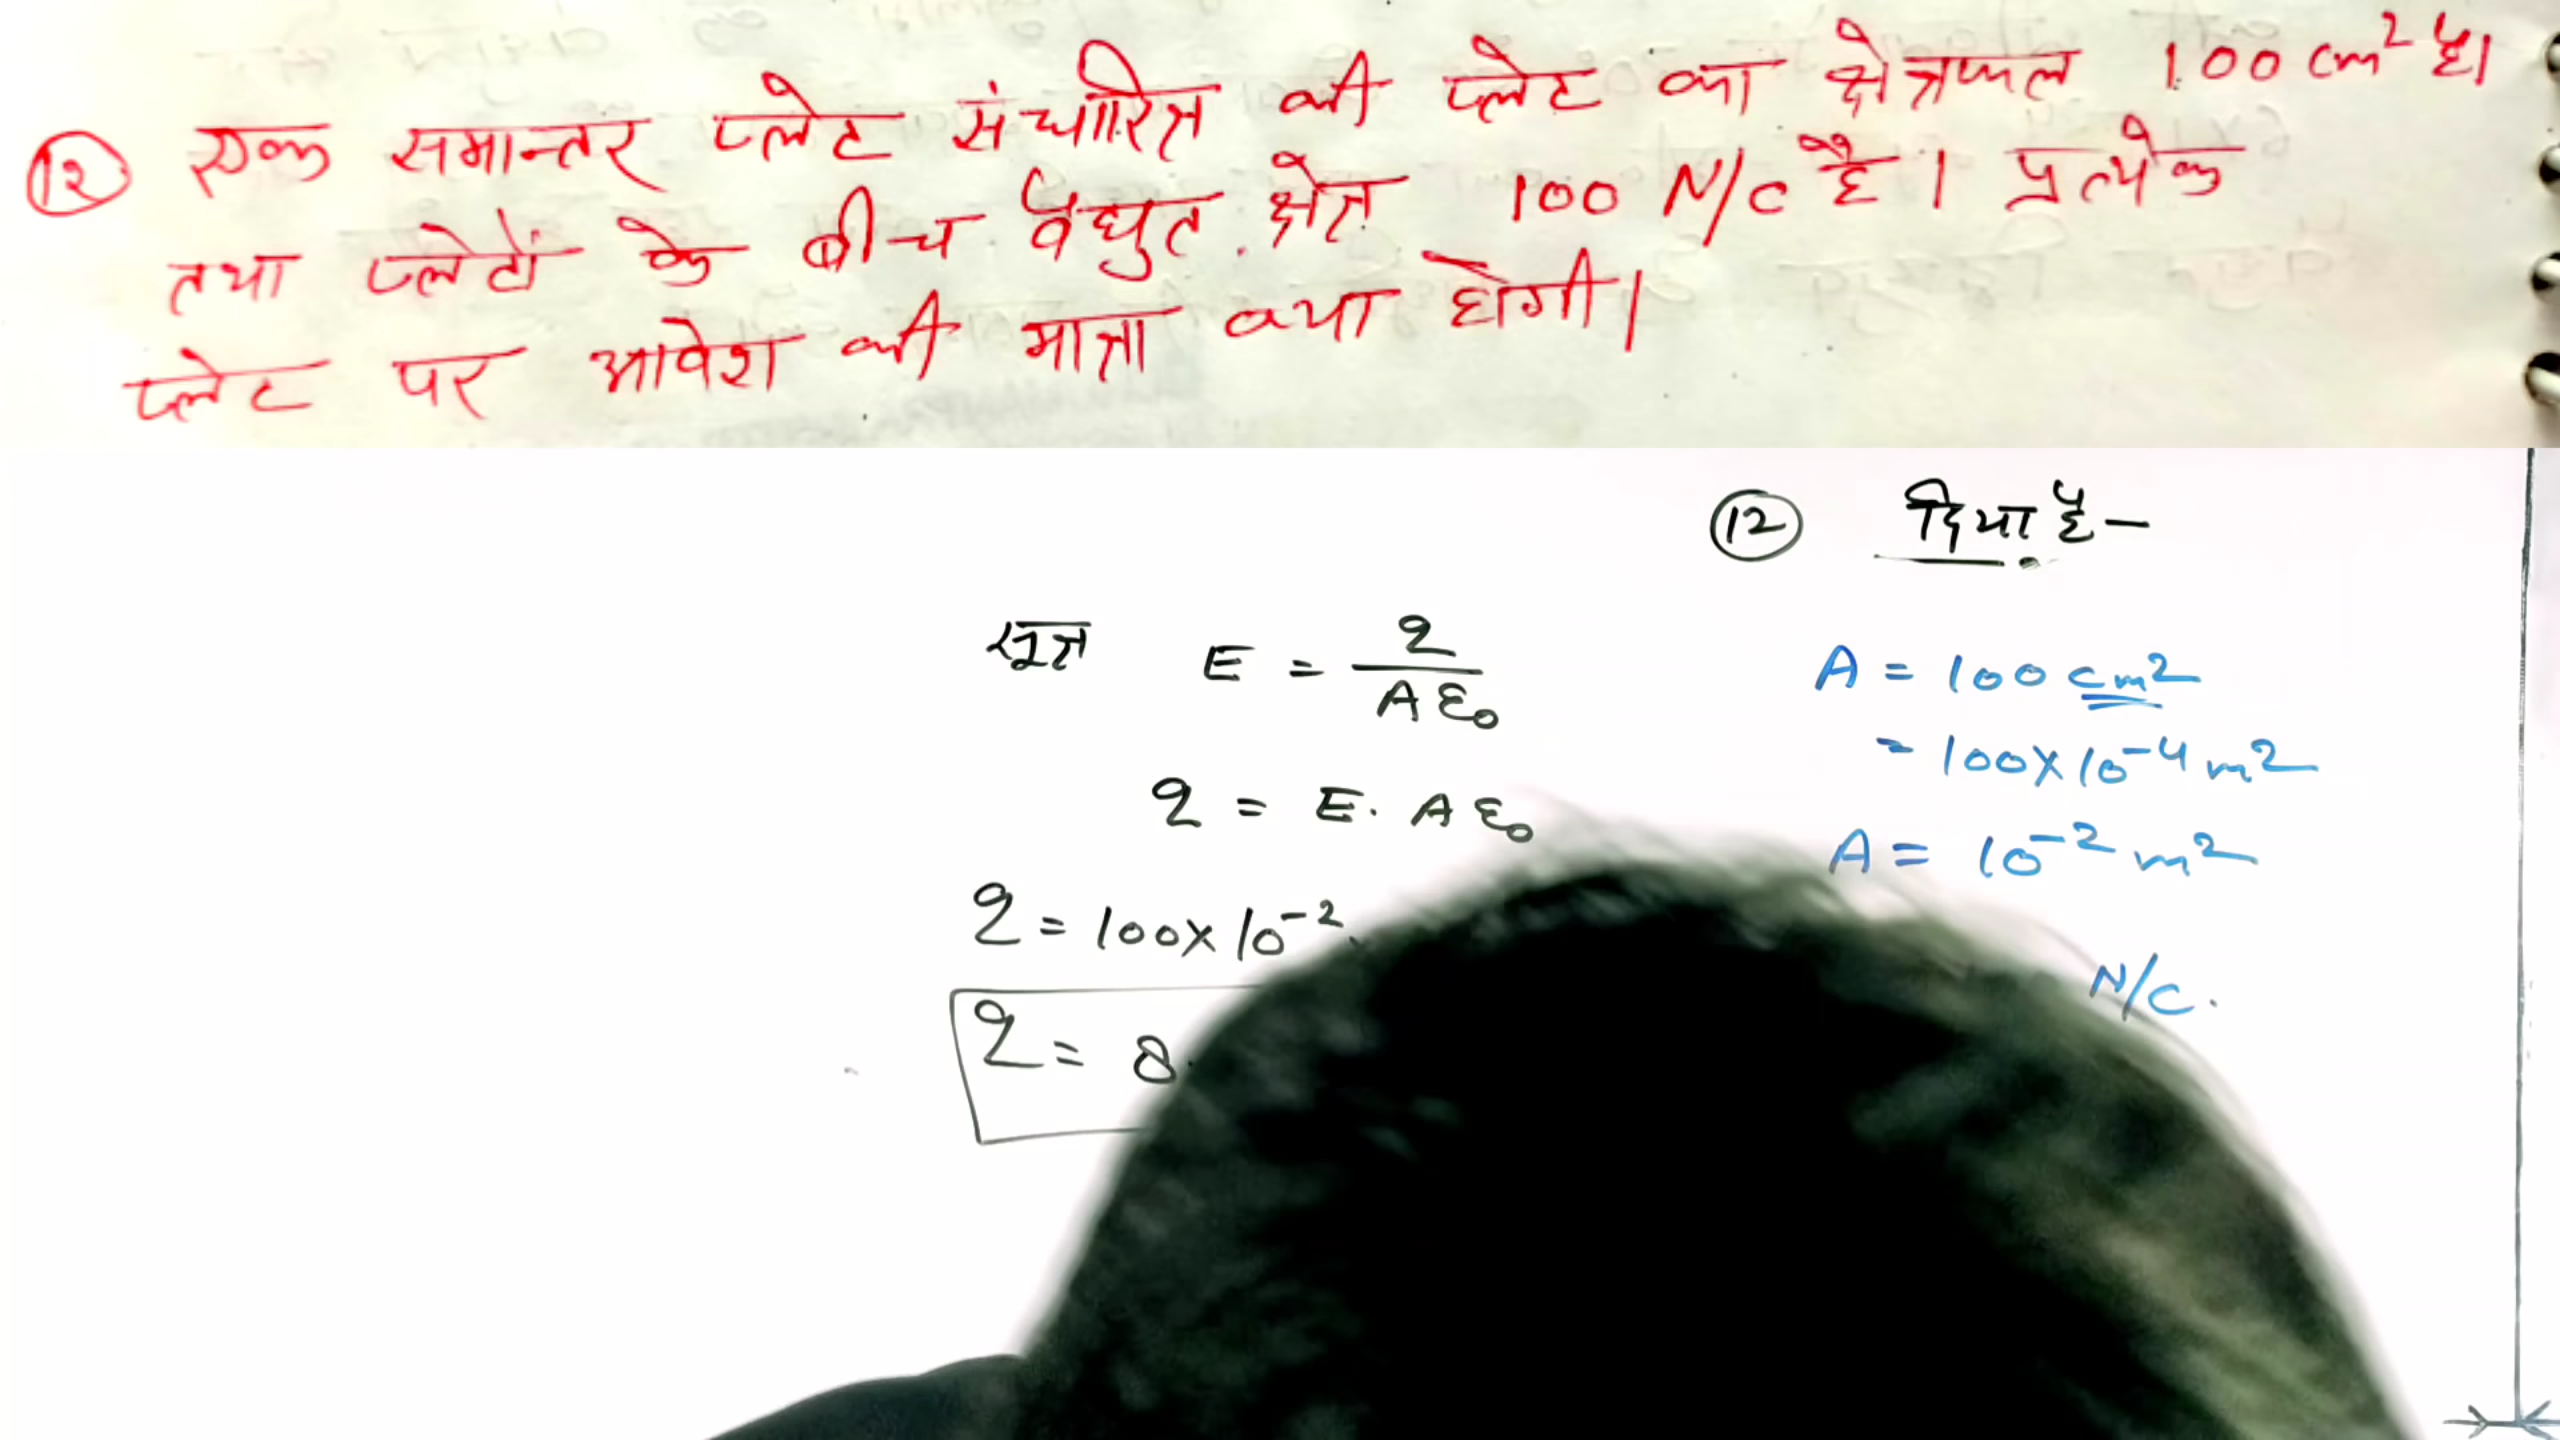 १२ एक समान्तर प्लेट संधारित्र की प्लेट का क्षेत्रफल 100 cm² है।
तथा प्लेटों के बीच वैद्युत क्षेत्र 100 N/C है। प्रत्येक
प्लेट पर आवेश की मात्रा क्या होगी।
12 दिया है–
सूत्र E = q / Aε₀
q = E. Aε₀
q = 100×10⁻²
q = 8.
A = 100 cm²
= 100×10⁻⁴ m²
A = 10⁻² m²
N/C.